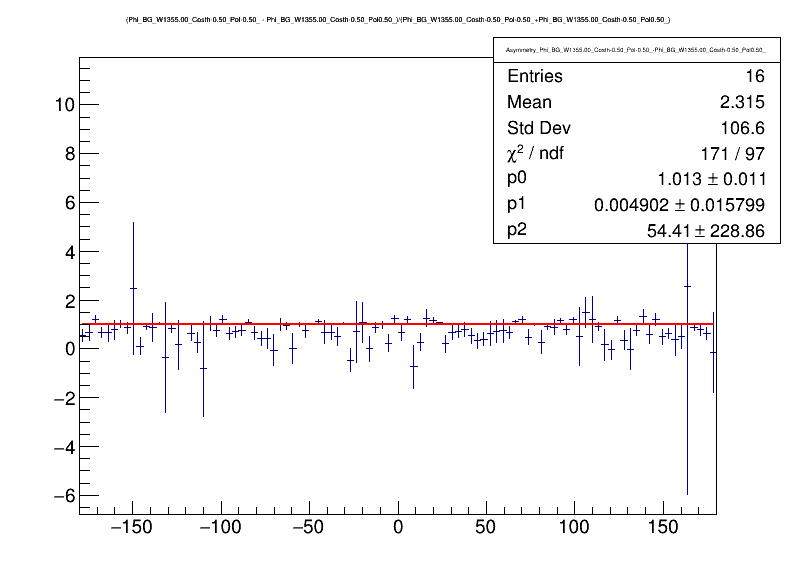 (Phi_BG_W1355.00_Costh-0.50_Pol-0.50_ - Phi_BG_W1355.00_Costh-0.50_Pol0.50_)/(Phi_BG_W1355.00_Costh-0.50_Pol-0.50_+Phi_BG_W1355.00_Costh-0.50_Pol0.50_)
Asymmetry_Phi_BG_W1355.00_Costh-0.50_Pol-0.50_-Phi_BG_W1355.00_Costh-0.50_Pol0.50_
Entries 16
Mean 2.315
Std Dev 106.6
χ² / ndf 171 / 97
p0 1.013 ± 0.011
p1 0.004902 ± 0.015799
p2 54.41 ± 228.86
10
8
6
4
2
0
−2
−4
−6
−150 −100 −50 0 50 100 150